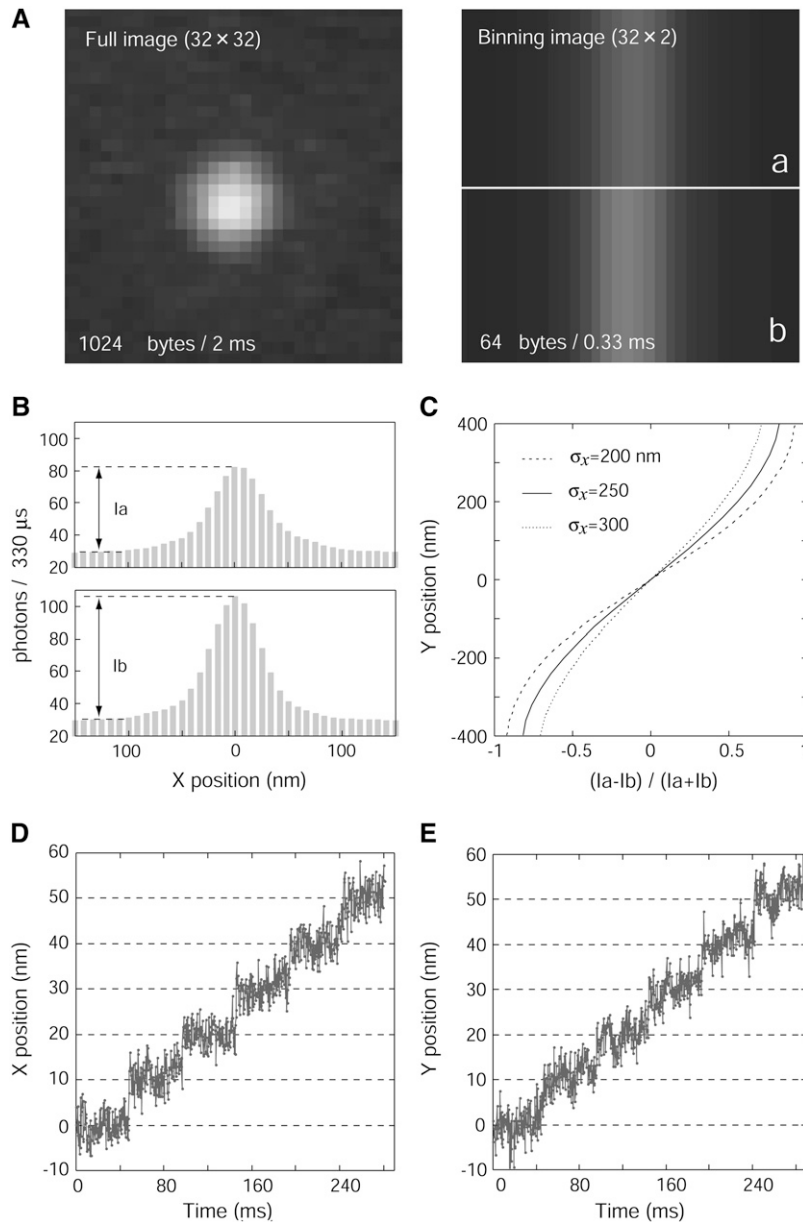 A
Full image (32 × 32)
1024 bytes / 2 ms
Binning image (32 × 2)
a
b
64 bytes / 0.33 ms
B
photons / 330 µs
100
80
60
40
20
Ia
100
80
60
40
20
Ib
100 0 100
X position (nm)
C
Y position (nm)
400
200
0
-200
-400
σx=200 nm
σx=250
σx=300
-1 -0.5 0 0.5 1
(Ia-Ib) / (Ia+Ib)
D
X position (nm)
60
50
40
30
20
10
0
-10
0 80 160 240
Time (ms)
E
Y position (nm)
60
50
40
30
20
10
0
-10
0 80 160 240
Time (ms)